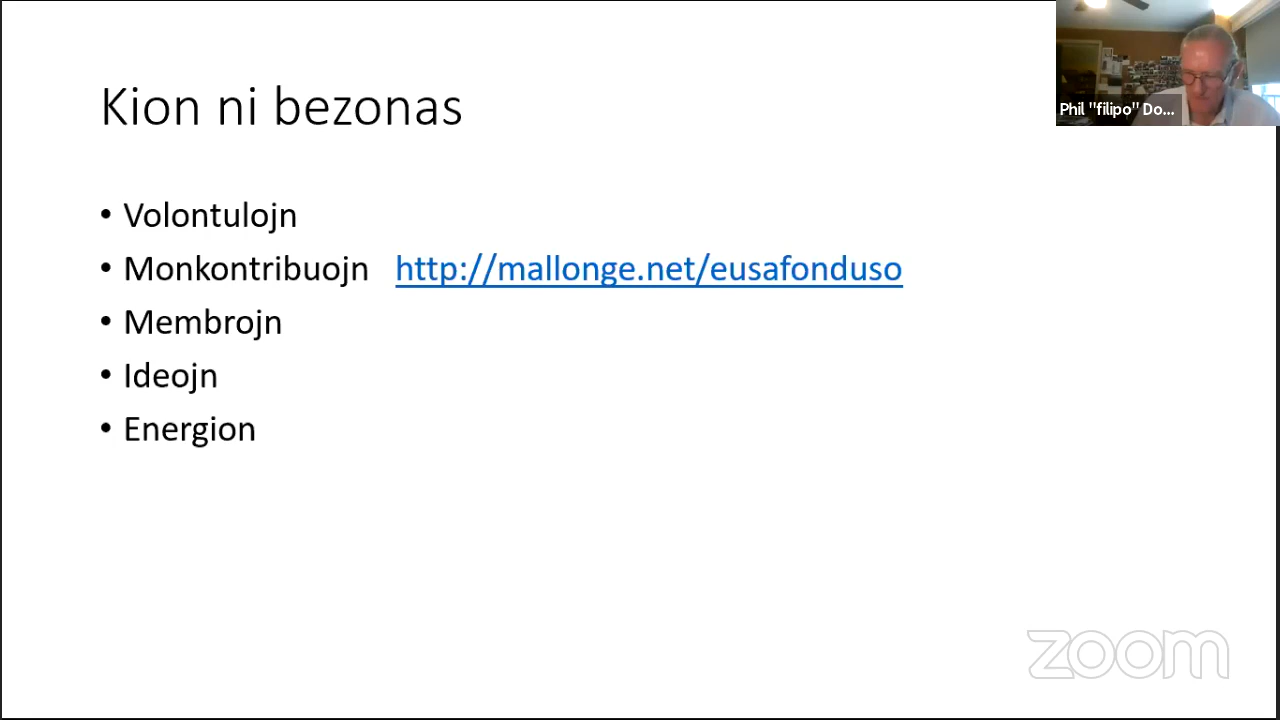 Kion ni bezonas
Phil "filipo" Do...
• Volontulojn
• Monkontribuojn http://mallonge.net/eusafonduso
• Membrojn
• Ideojn
• Energion
zoom